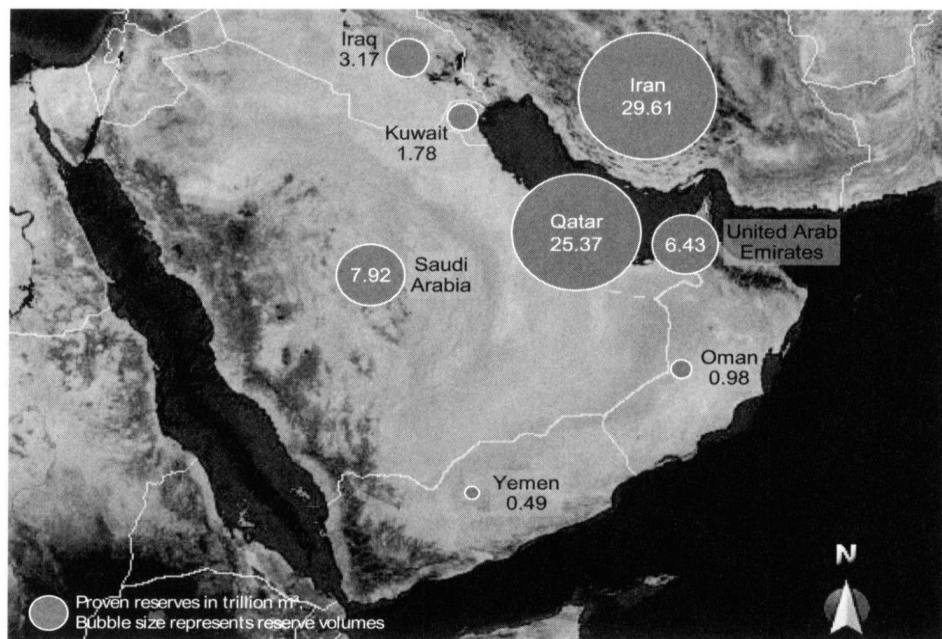 Iraq
3.17
Iran
29.61
Kuwait
1.78
Qatar
25.37
6.43
United Arab
Emirates
7.92
Saudi
Arabia
Oman
0.98
Yemen
0.49
N
Proven reserves in trillion m³
Bubble size represents reserve volumes